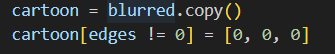 cartoon = blurred.copy()
cartoon[edges != 0] = [0, 0, 0]